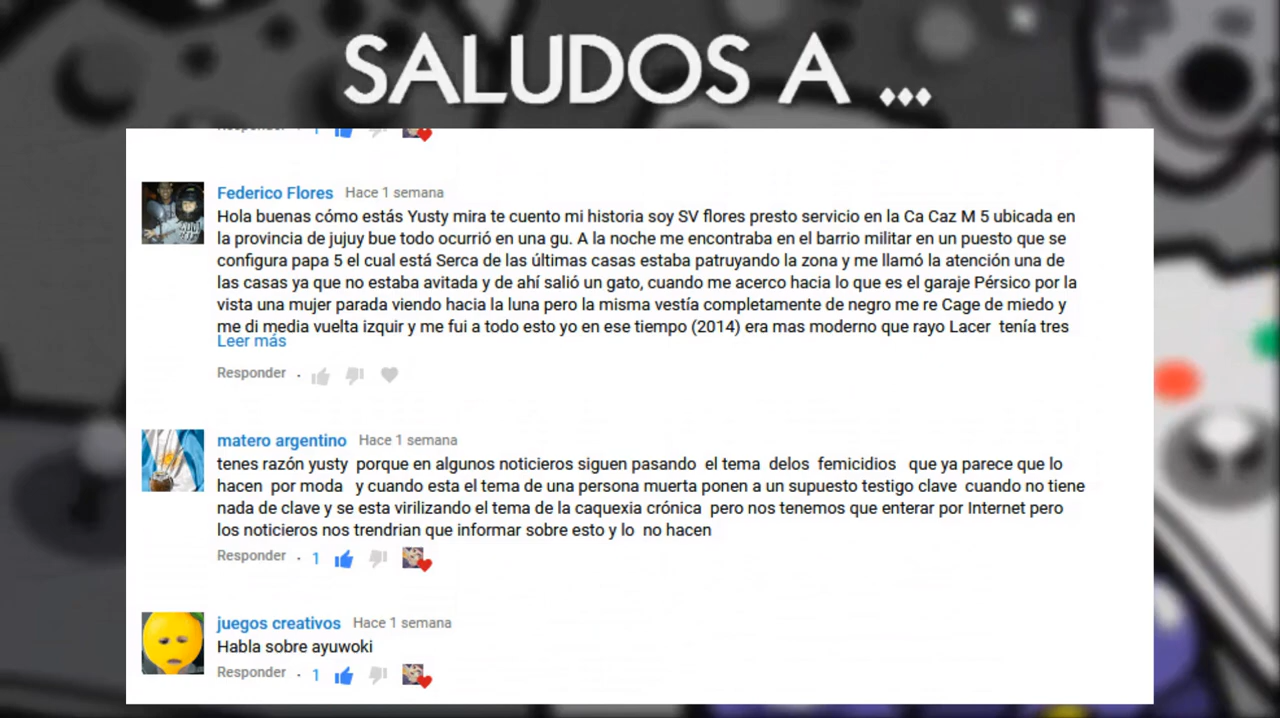 SALUDOS A ...
Responder · 1
Federico Flores Hace 1 semana
Hola buenas cómo estás Yusty mira te cuento mi historia soy SV flores presto servicio en la Ca Caz M 5 ubicada en
la provincia de jujuy bue todo ocurrió en una gu. A la noche me encontraba en el barrio militar en un puesto que se
configura papa 5 el cual está Serca de las últimas casas estaba patruyando la zona y me llamó la atención una de
las casas ya que no estaba avitada y de ahí salió un gato, cuando me acerco hacia lo que es el garaje Pérsico por la
vista una mujer parada viendo hacia la luna pero la misma vestía completamente de negro me re Cage de miedo y
me di media vuelta izquir y me fui a todo esto yo en ese tiempo (2014) era mas moderno que rayo Lacer tenía tres
Leer más
Responder ·
matero argentino Hace 1 semana
tenes razón yusty porque en algunos noticieros siguen pasando el tema delos femicidios que ya parece que lo
hacen por moda y cuando esta el tema de una persona muerta ponen a un supuesto testigo clave cuando no tiene
nada de clave y se esta virilizando el tema de la caquexia crónica pero nos tenemos que enterar por Internet pero
los noticieros nos trendrian que informar sobre esto y lo no hacen
Responder · 1
juegos creativos Hace 1 semana
Habla sobre ayuwoki
Responder · 1